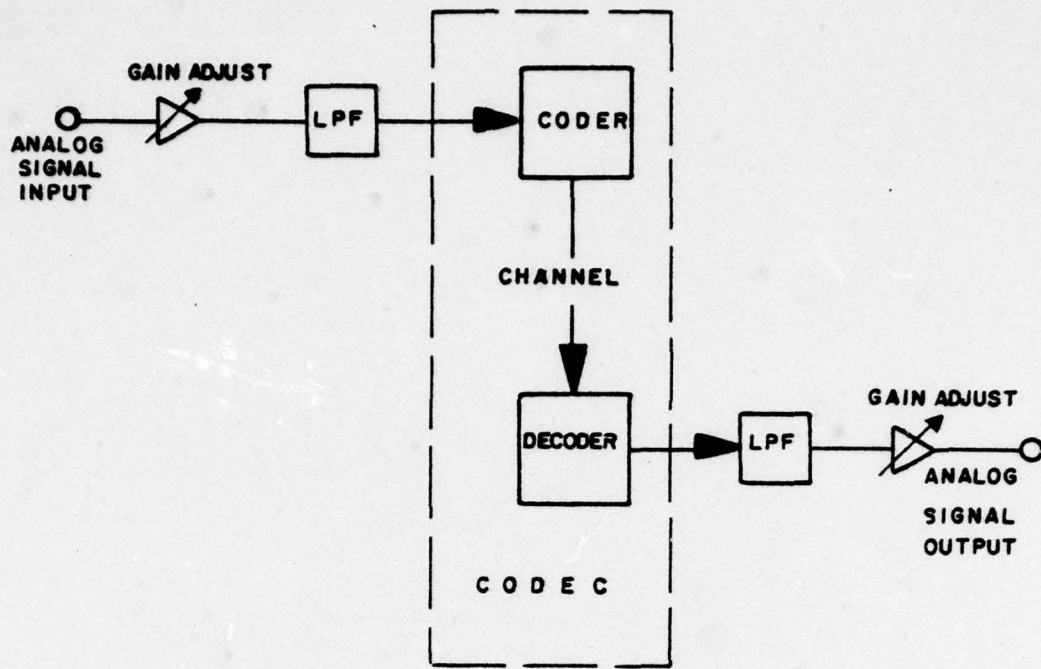 GAIN ADJUST
LPF
CODER
ANALOG
SIGNAL
INPUT
CHANNEL
DECODER
LPF
GAIN ADJUST
ANALOG
SIGNAL
OUTPUT
CODEC